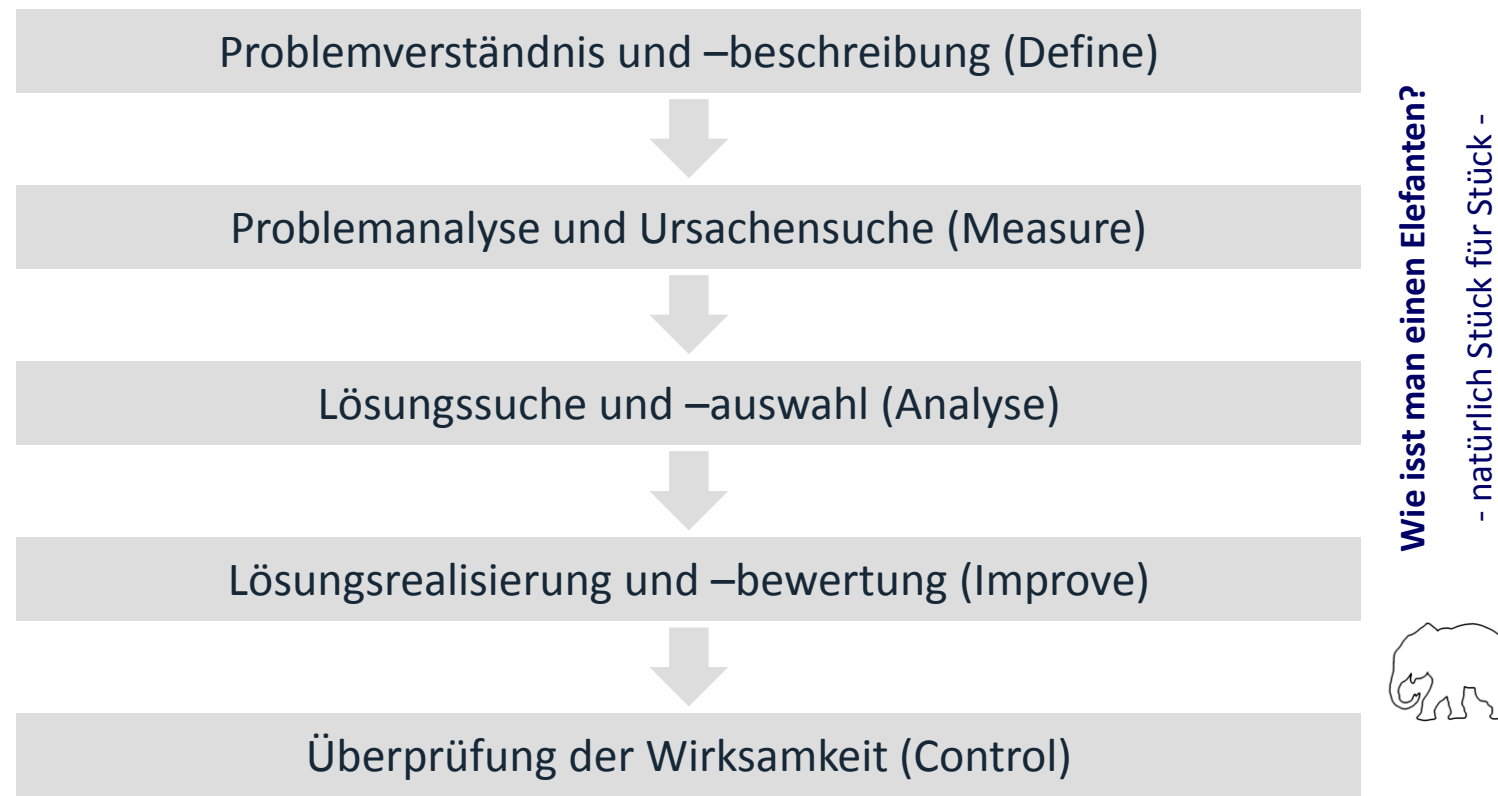 Problemverständnis und –beschreibung (Define)
Problemanalyse und Ursachensuche (Measure)
Lösungssuche und –auswahl (Analyse)
Lösungsrealisierung und –bewertung (Improve)
Überprüfung der Wirksamkeit (Control)
Wie isst man einen Elefanten?
- natürlich Stück für Stück -